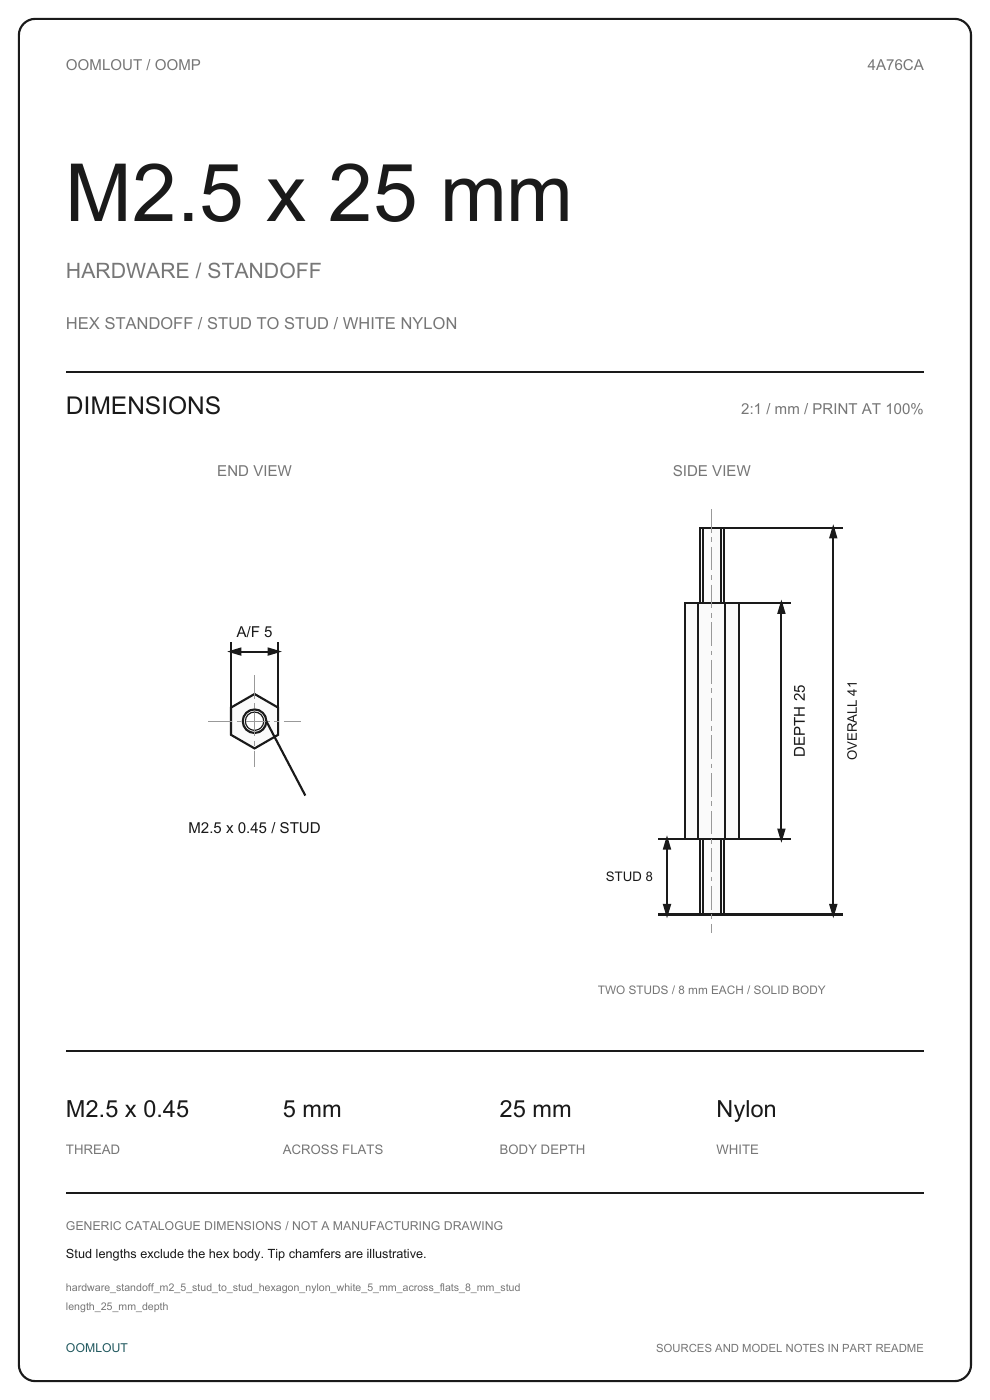 OOMLOUT / OOMP
4A76CA
M2.5 x 25 mm
HARDWARE / STANDOFF
HEX STANDOFF / STUD TO STUD / WHITE NYLON
DIMENSIONS
2:1 / mm / PRINT AT 100%
END VIEW
SIDE VIEW
A/F 5
M2.5 x 0.45 / STUD
DEPTH 25
OVERALL 41
STUD 8
TWO STUDS / 8 mm EACH / SOLID BODY
M2.5 x 0.45
THREAD
5 mm
ACROSS FLATS
25 mm
BODY DEPTH
Nylon
WHITE
GENERIC CATALOGUE DIMENSIONS / NOT A MANUFACTURING DRAWING
Stud lengths exclude the hex body. Tip chamfers are illustrative.
hardware_standoff_m2_5_stud_to_stud_hexagon_nylon_white_5_mm_across_flats_8_mm_stud
length_25_mm_depth
OOMLOUT
SOURCES AND MODEL NOTES IN PART README